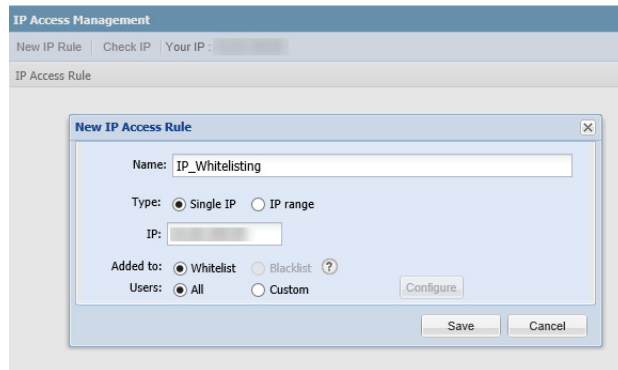 IP Access Management
New IP Rule Check IP Your IP :
IP Access Rule
New IP Access Rule
Name: IP_Whitelisting
Type: Single IP IP range
IP:
Added to: Whitelist Blacklist ?
Users: All Custom Configure
Save Cancel